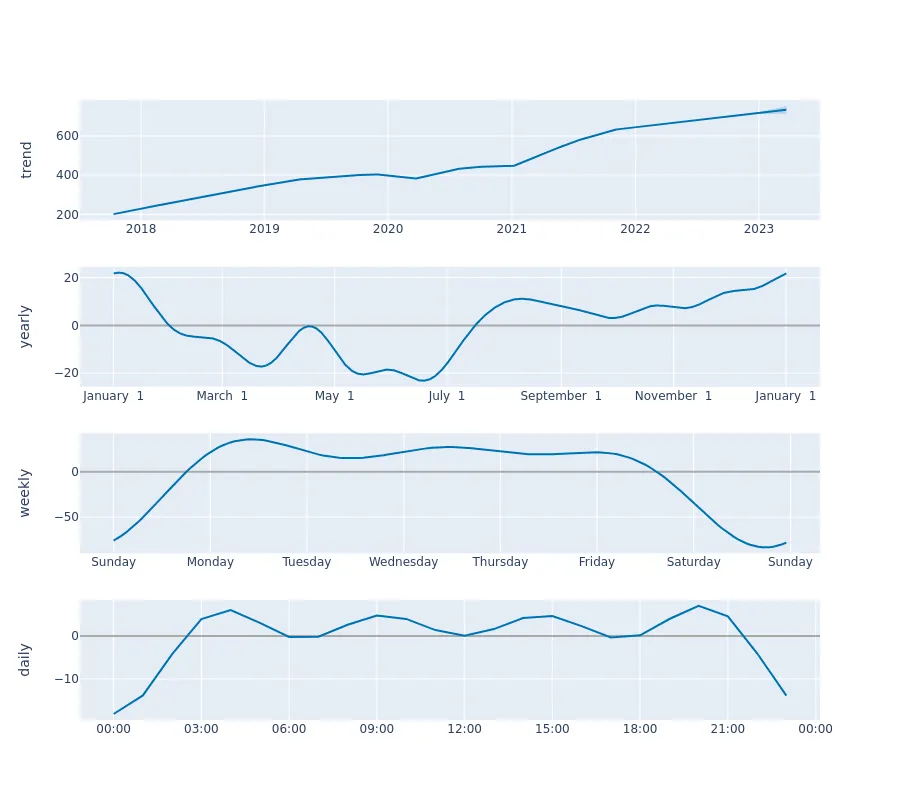 trend
600
400
200
2018 2019 2020 2021 2022 2023
yearly
20
0
−20
January 1 March 1 May 1 July 1 September 1 November 1 January 1
weekly
0
−50
Sunday Monday Tuesday Wednesday Thursday Friday Saturday Sunday
daily
0
−10
00:00 03:00 06:00 09:00 12:00 15:00 18:00 21:00 00:00